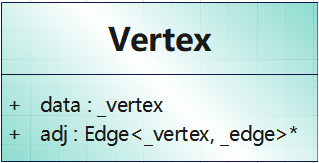 Vertex
+ data : _vertex
+ adj : Edge<_vertex, _edge>*